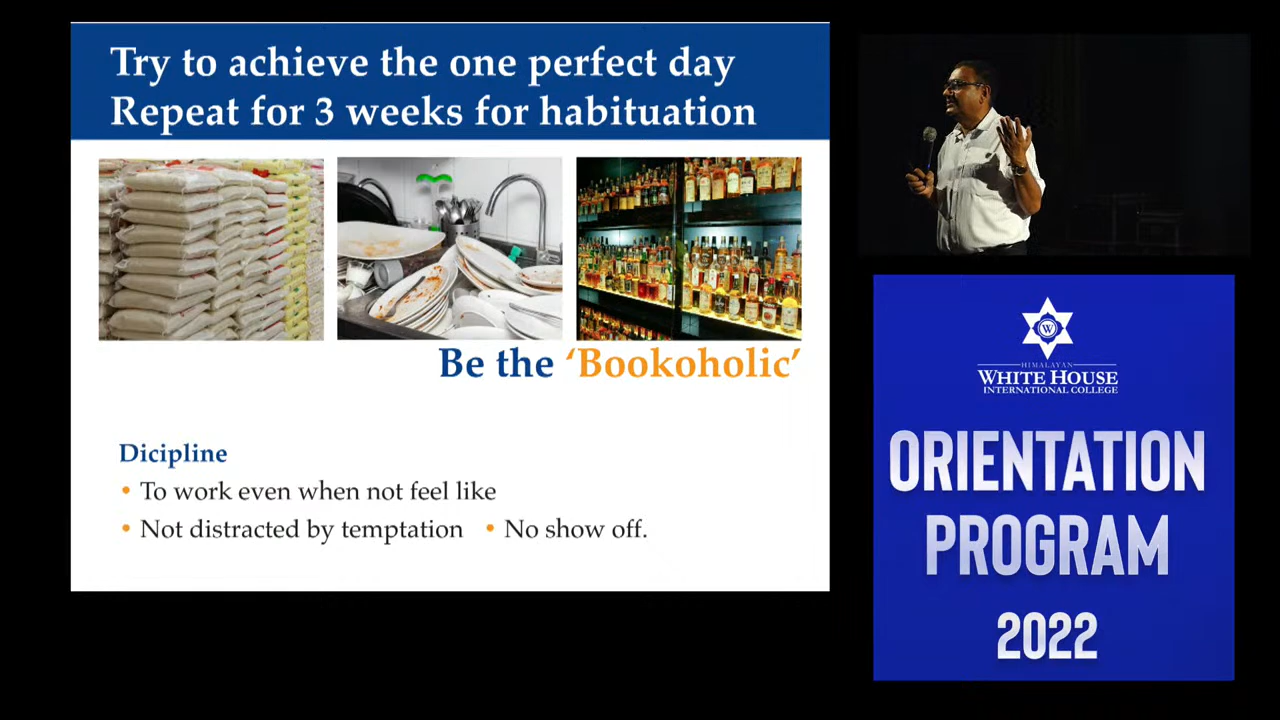 Try to achieve the one perfect day
Repeat for 3 weeks for habituation
Be the ‘Bookoholic’
Dicipline
• To work even when not feel like
• Not distracted by temptation • No show off.
W
HIMALAYAN
WHITE HOUSE
INTERNATIONAL COLLEGE
ORIENTATION
PROGRAM
2022